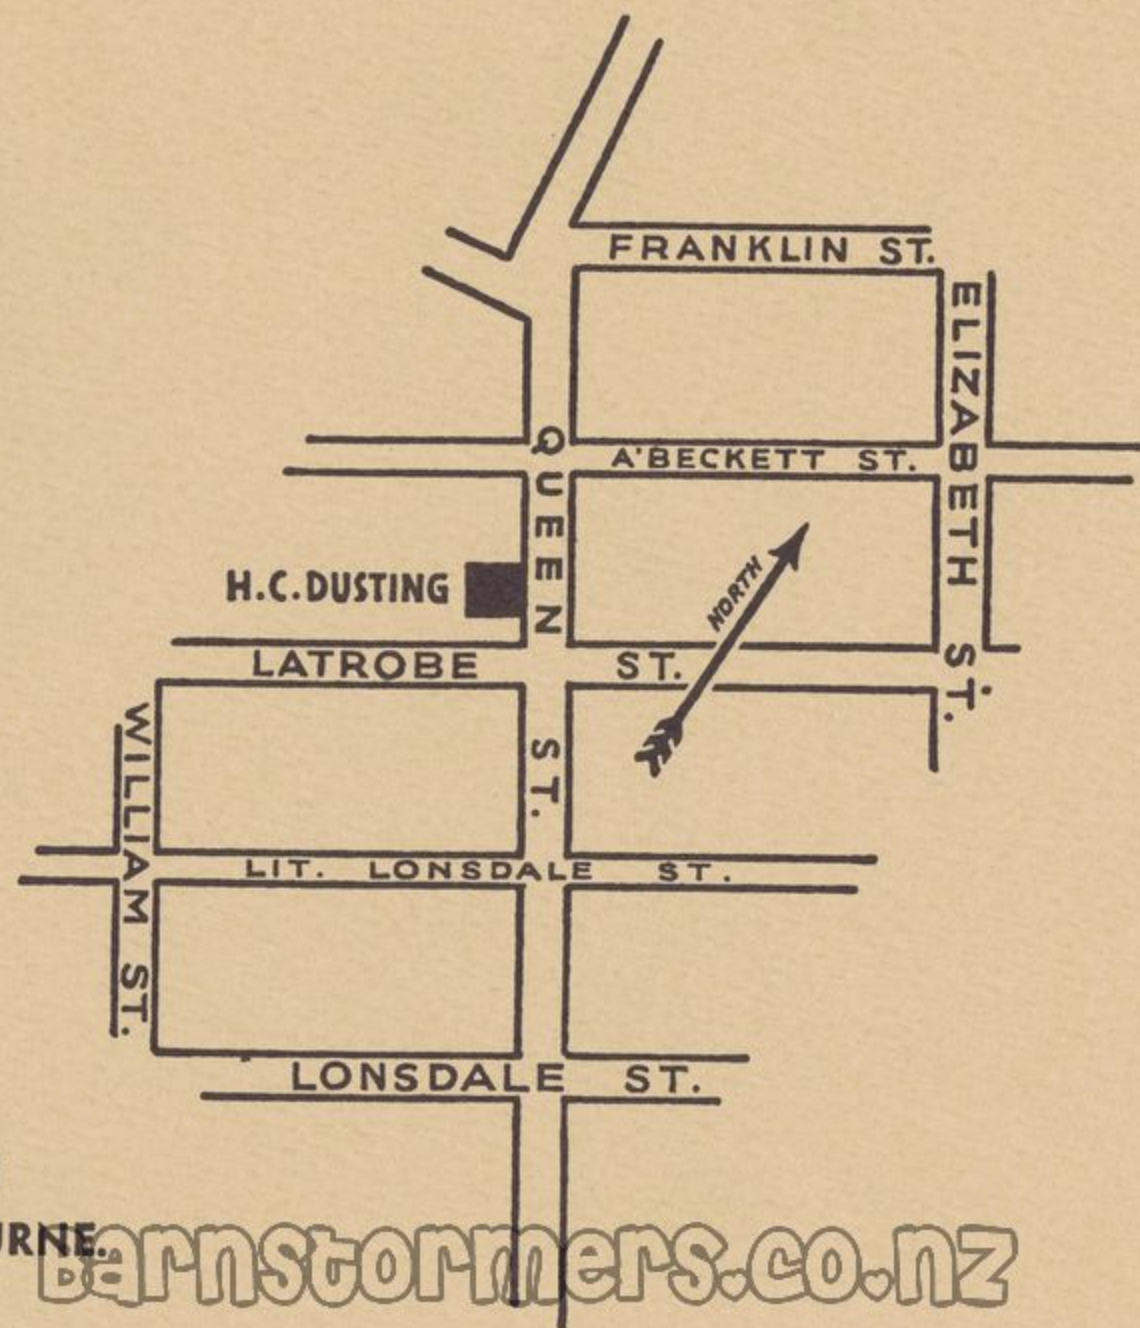 FRANKLIN ST.
ELIZABETH ST.
QUEEN ST.
A'BECKETT ST.
H.C. DUSTING
NORTH
LATROBE ST.
WILLIAM ST.
LIT. LONSDALE ST.
LONSDALE ST.
URNE.
Barnstormers.co.nz